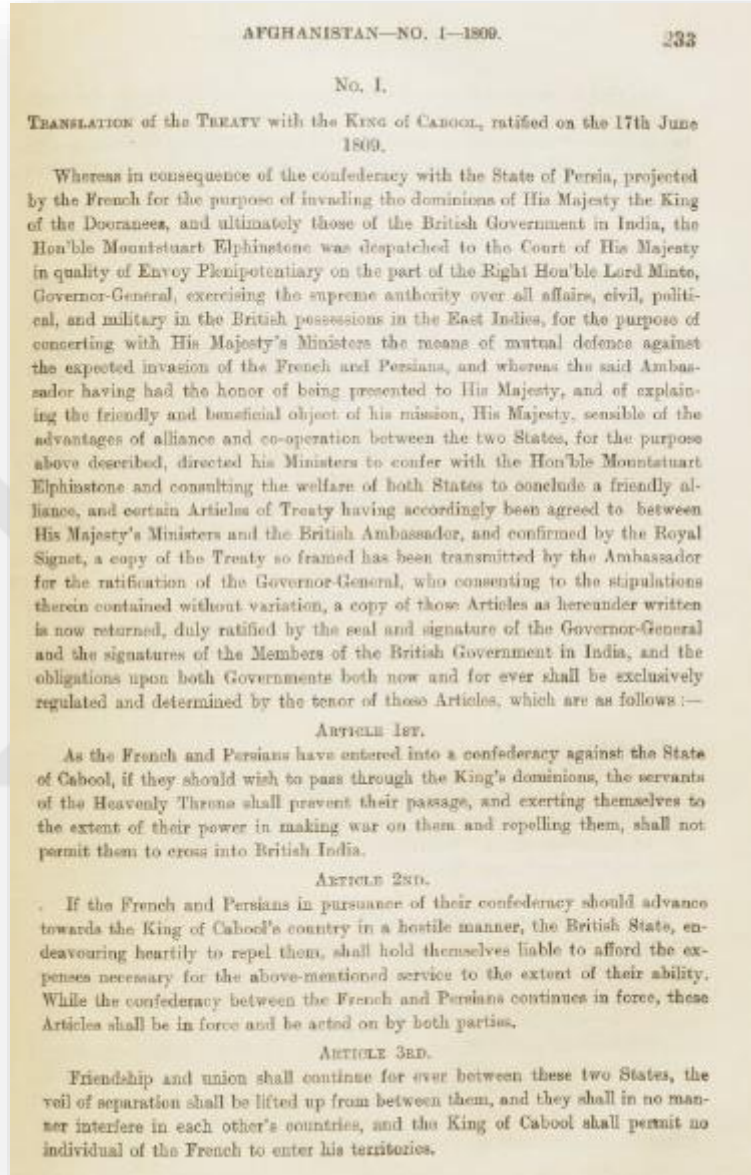 AFGHANISTAN—NO. I—1809. 233
No. I.
TRANSLATION of the TREATY with the KING of CABOOL, ratified on the 17th June
1809.
Whereas in consequence of the confederacy with the State of Persia, projected
by the French for the purpose of invading the dominions of His Majesty the King
of the Dooranees, and ultimately those of the British Government in India, the
Hon'ble Mountstuart Elphinstone was despatched to the Court of His Majesty
in quality of Envoy Plenipotentiary on the part of the Right Hon'ble Lord Minto,
Governor-General, exercising the supreme authority over all affairs, civil, politi-
cal, and military in the British possessions in the East Indies, for the purpose of
concerting with His Majesty's Ministers the means of mutual defence against
the expected invasion of the French and Persians, and whereas the said Ambas-
sador having had the honor of being presented to His Majesty, and of explain-
ing the friendly and beneficial object of his mission, His Majesty, sensible of the
advantages of alliance and co-operation between the two States, for the purpose
above described, directed his Ministers to confer with the Hon'ble Mountstuart
Elphinstone and consulting the welfare of both States to conclude a friendly al-
liance, and certain Articles of Treaty having accordingly been agreed to between
His Majesty's Ministers and the British Ambassador, and confirmed by the Royal
Signet, a copy of the Treaty so framed has been transmitted by the Ambassador
for the ratification of the Governor-General, who consenting to the stipulations
therein contained without variation, a copy of those Articles as hereunder written
is now returned, duly ratified by the seal and signature of the Governor-General
and the signatures of the Members of the British Government in India, and the
obligations upon both Governments both now and for ever shall be exclusively
regulated and determined by the tenor of those Articles, which are as follows :—
ARTICLE 1ST.
As the French and Persians have entered into a confederacy against the State
of Cabool, if they should wish to pass through the King's dominions, the servants
of the Heavenly Throne shall prevent their passage, and exerting themselves to
the extent of their power in making war on them and repelling them, shall not
permit them to cross into British India.
ARTICLE 2ND.
If the French and Persians in pursuance of their confederacy should advance
towards the King of Cabool's country in a hostile manner, the British State, en-
deavouring heartily to repel them, shall hold themselves liable to afford the ex-
penses necessary for the above-mentioned service to the extent of their ability.
While the confederacy between the French and Persians continues in force, these
Articles shall be in force and be acted on by both parties.
ARTICLE 3RD.
Friendship and union shall continue for ever between these two States, the
veil of separation shall be lifted up from between them, and they shall in no man-
ner interfere in each other's countries, and the King of Cabool shall permit no
individual of the French to enter his territories.